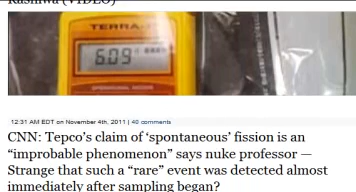 Kashiwa (VIDEO)
TERRA-P
6.09
12:31 AM EDT on November 4th, 2011 | 40 comments
CNN: Tepco's claim of 'spontaneous' fission is an
“improbable phenomenon” says nuke professor —
Strange that such a “rare” event was detected almost
immediately after sampling began?